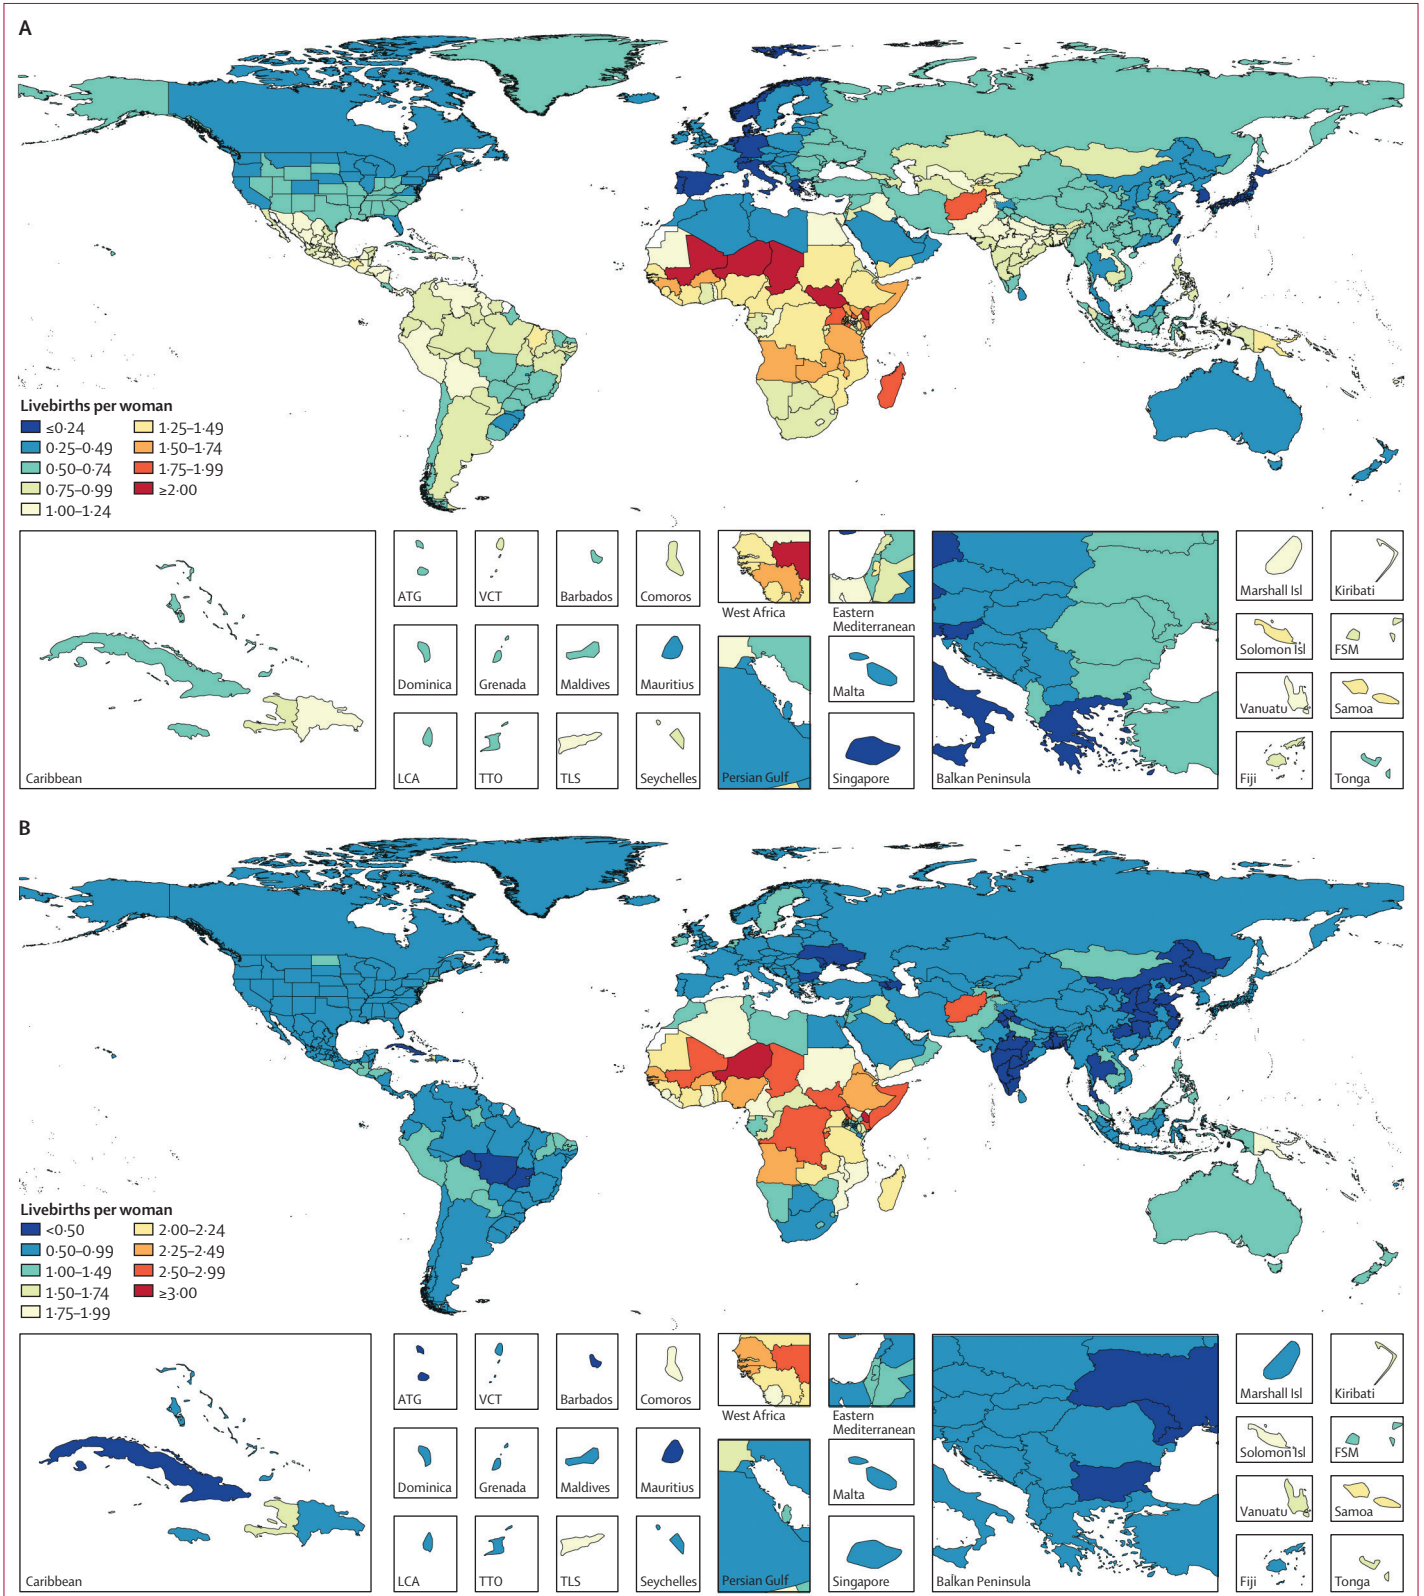 A
Livebirths per woman
≤0·24
0·25–0·49
0·50–0·74
0·75–0·99
1·00–1·24
1·25–1·49
1·50–1·74
1·75–1·99
≥2·00
Caribbean
ATG
VCT
Barbados
Comoros
Dominica
Grenada
Maldives
Mauritius
LCA
TTO
TLS
Seychelles
West Africa
Eastern
Mediterranean
Persian Gulf
Malta
Singapore
Balkan Peninsula
Marshall Isl
Kiribati
Solomon Isl
FSM
Vanuatu
Samoa
Fiji
Tonga
B
Livebirths per woman
<0·50
0·50–0·99
1·00–1·49
1·50–1·74
1·75–1·99
2·00–2·24
2·25–2·49
2·50–2·99
≥3·00
Caribbean
ATG
VCT
Barbados
Comoros
Dominica
Grenada
Maldives
Mauritius
LCA
TTO
TLS
Seychelles
West Africa
Eastern
Mediterranean
Persian Gulf
Malta
Singapore
Balkan Peninsula
Marshall Isl
Kiribati
Solomon Isl
FSM
Vanuatu
Samoa
Fiji
Tonga